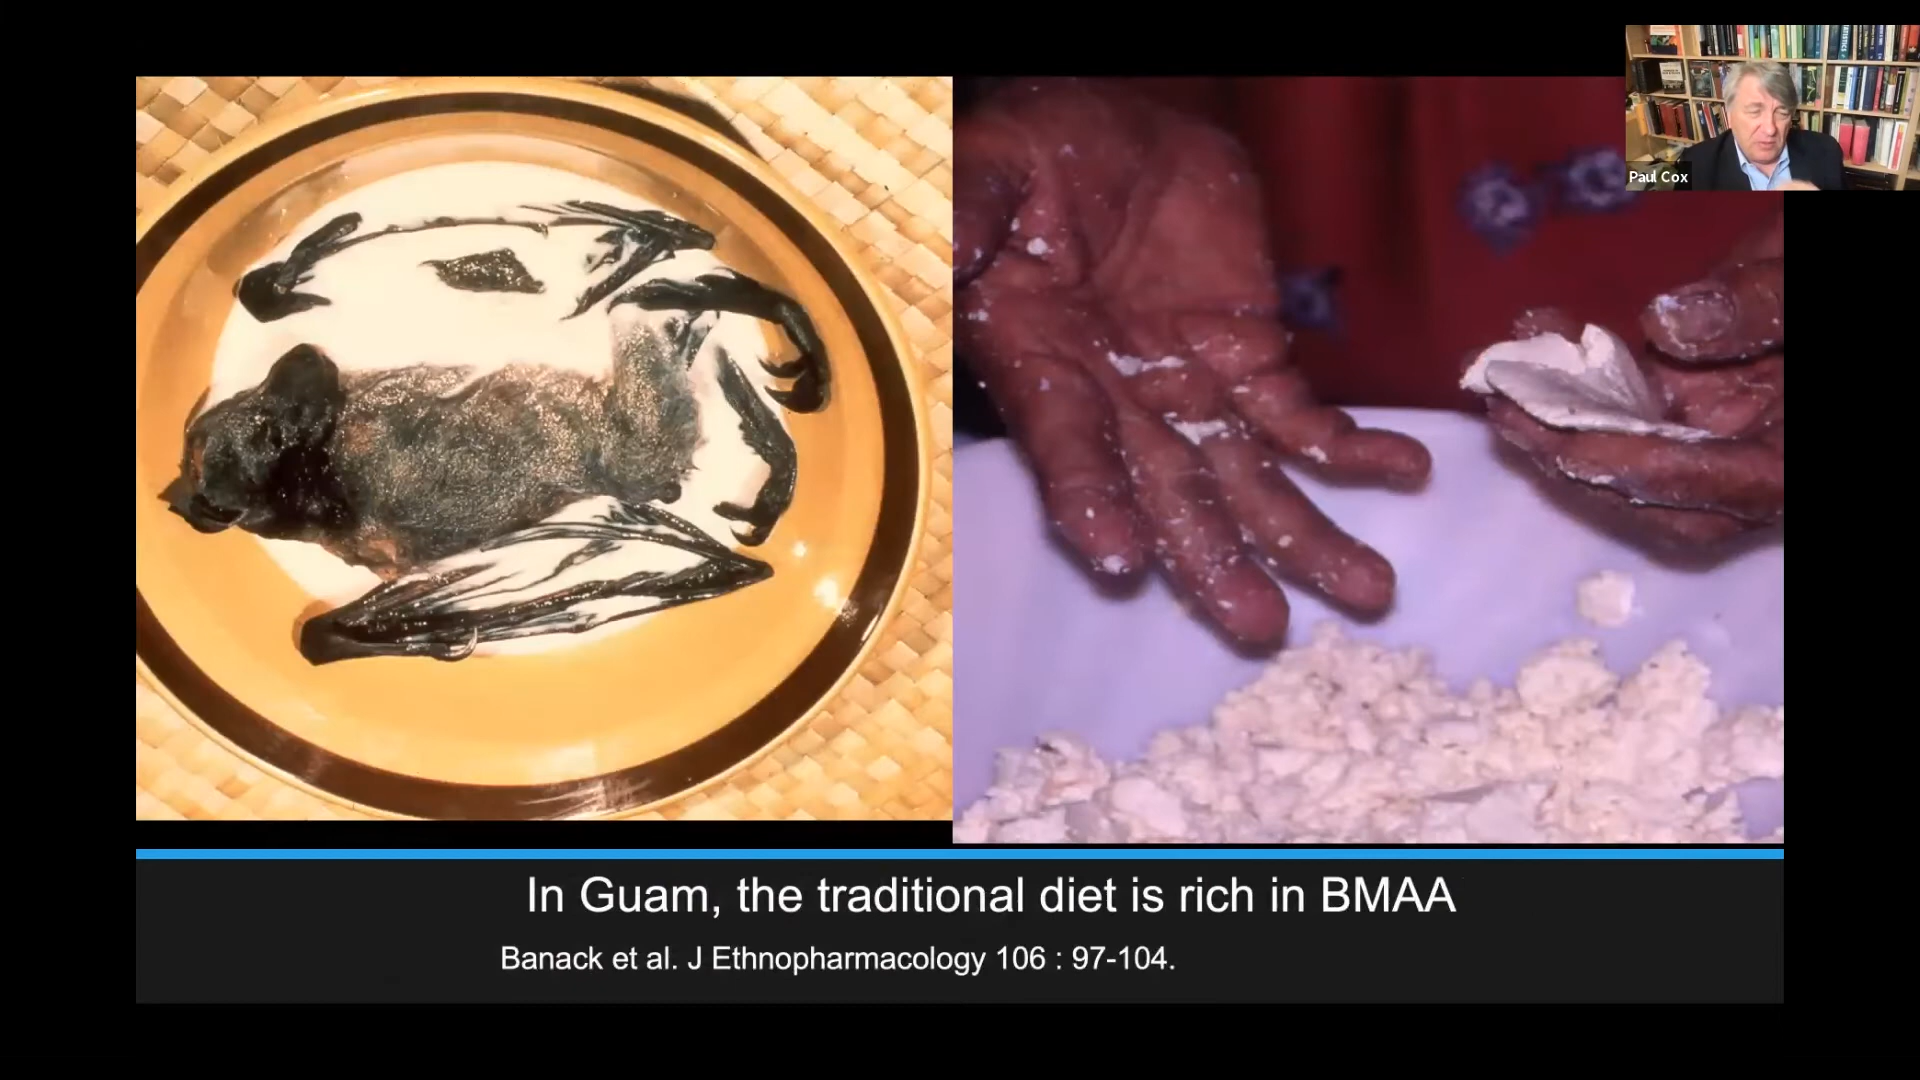 Paul Cox
In Guam, the traditional diet is rich in BMAA
Banack et al. J Ethnopharmacology 106 : 97-104.